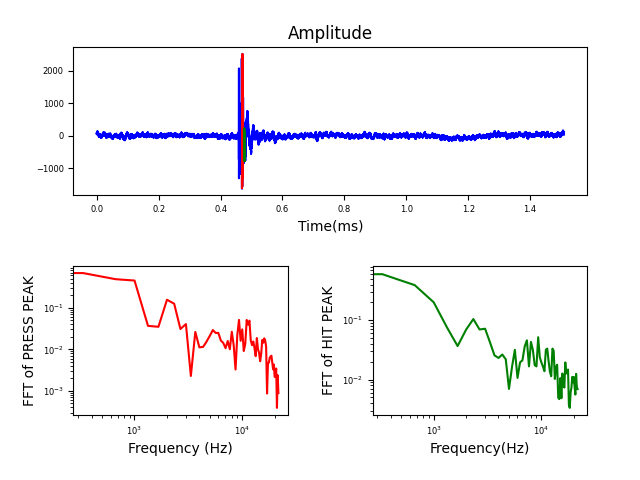 Amplitude
2000
1000
0
−1000
0.0 0.2 0.4 0.6 0.8 1.0 1.2 1.4
Time(ms)
FFT of PRESS PEAK
10⁻¹
10⁻²
10⁻³
10³ 10⁴
Frequency (Hz)
FFT of HIT PEAK
10⁻¹
10⁻²
10³ 10⁴
Frequency(Hz)